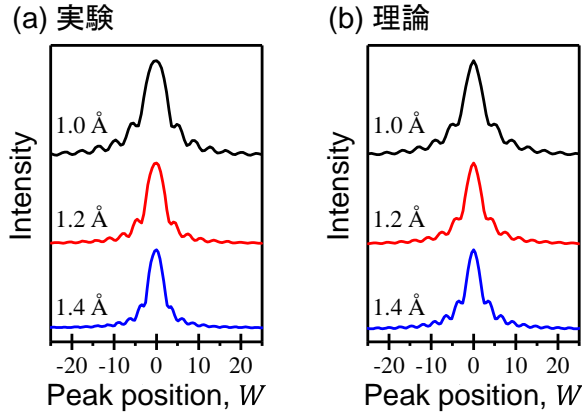 (a) 実験
Intensity
1.0 Å
1.2 Å
1.4 Å
-20 -10 0 10 20
Peak position, W
(b) 理論
Intensity
1.0 Å
1.2 Å
1.4 Å
-20 -10 0 10 20
Peak position, W